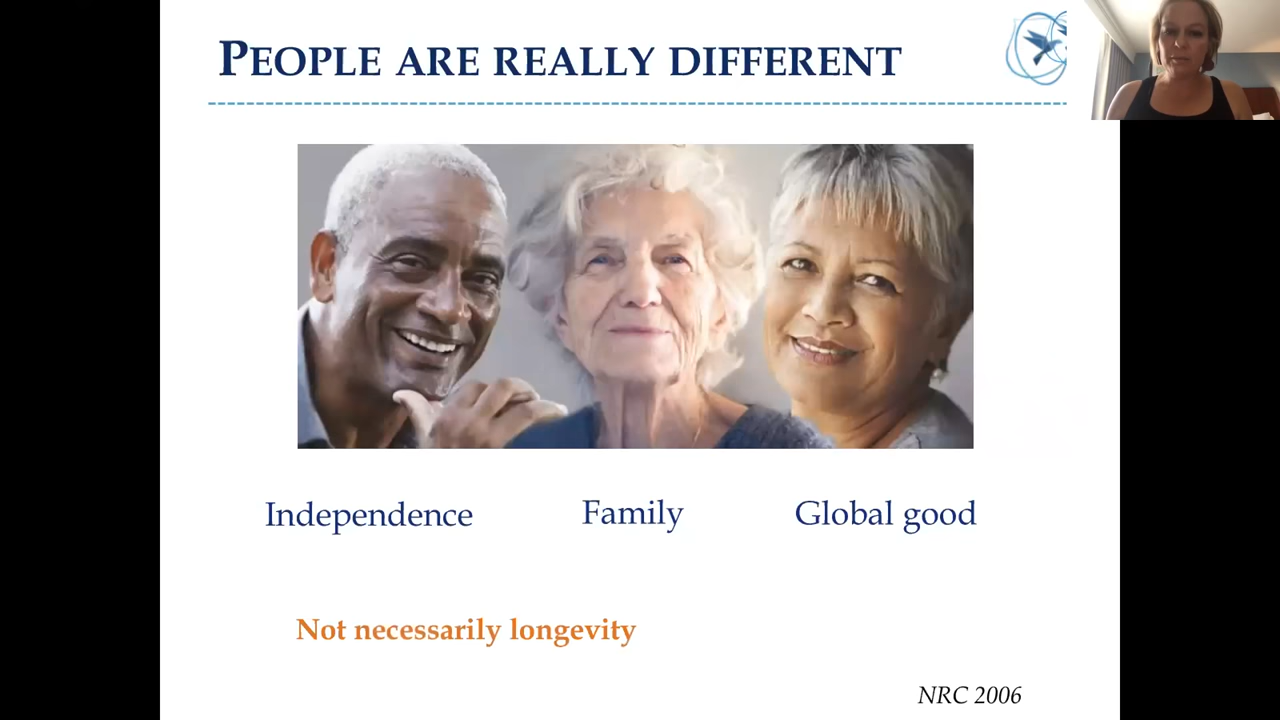 PEOPLE ARE REALLY DIFFERENT
Independence Family Global good
Not necessarily longevity
NRC 2006